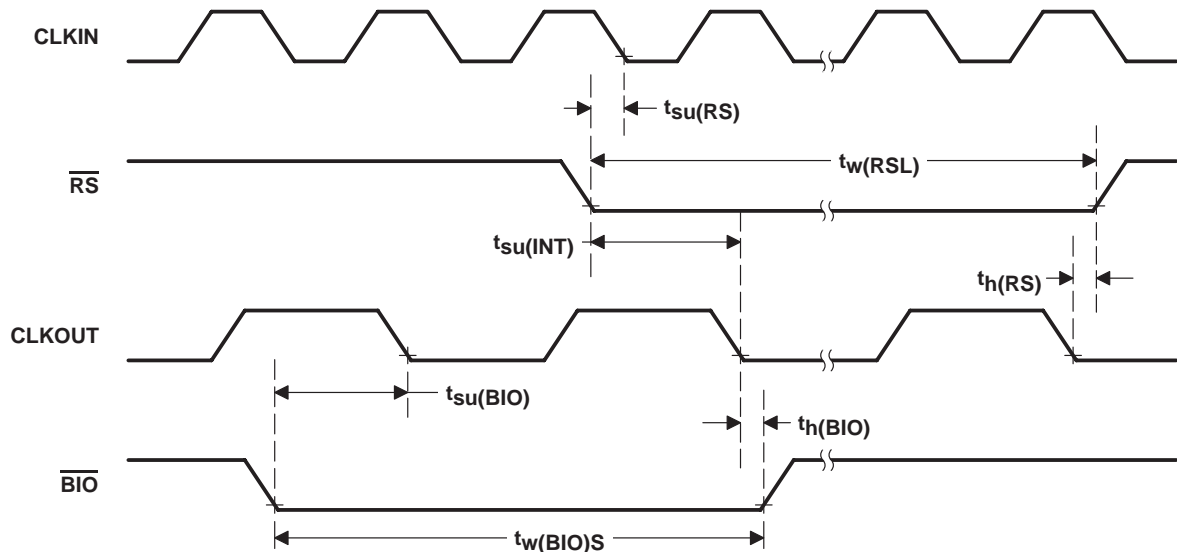 CLKIN
tsu(RS)
tw(RSL)
RS
tsu(INT)
th(RS)
CLKOUT
tsu(BIO)
th(BIO)
BIO
tw(BIO)S